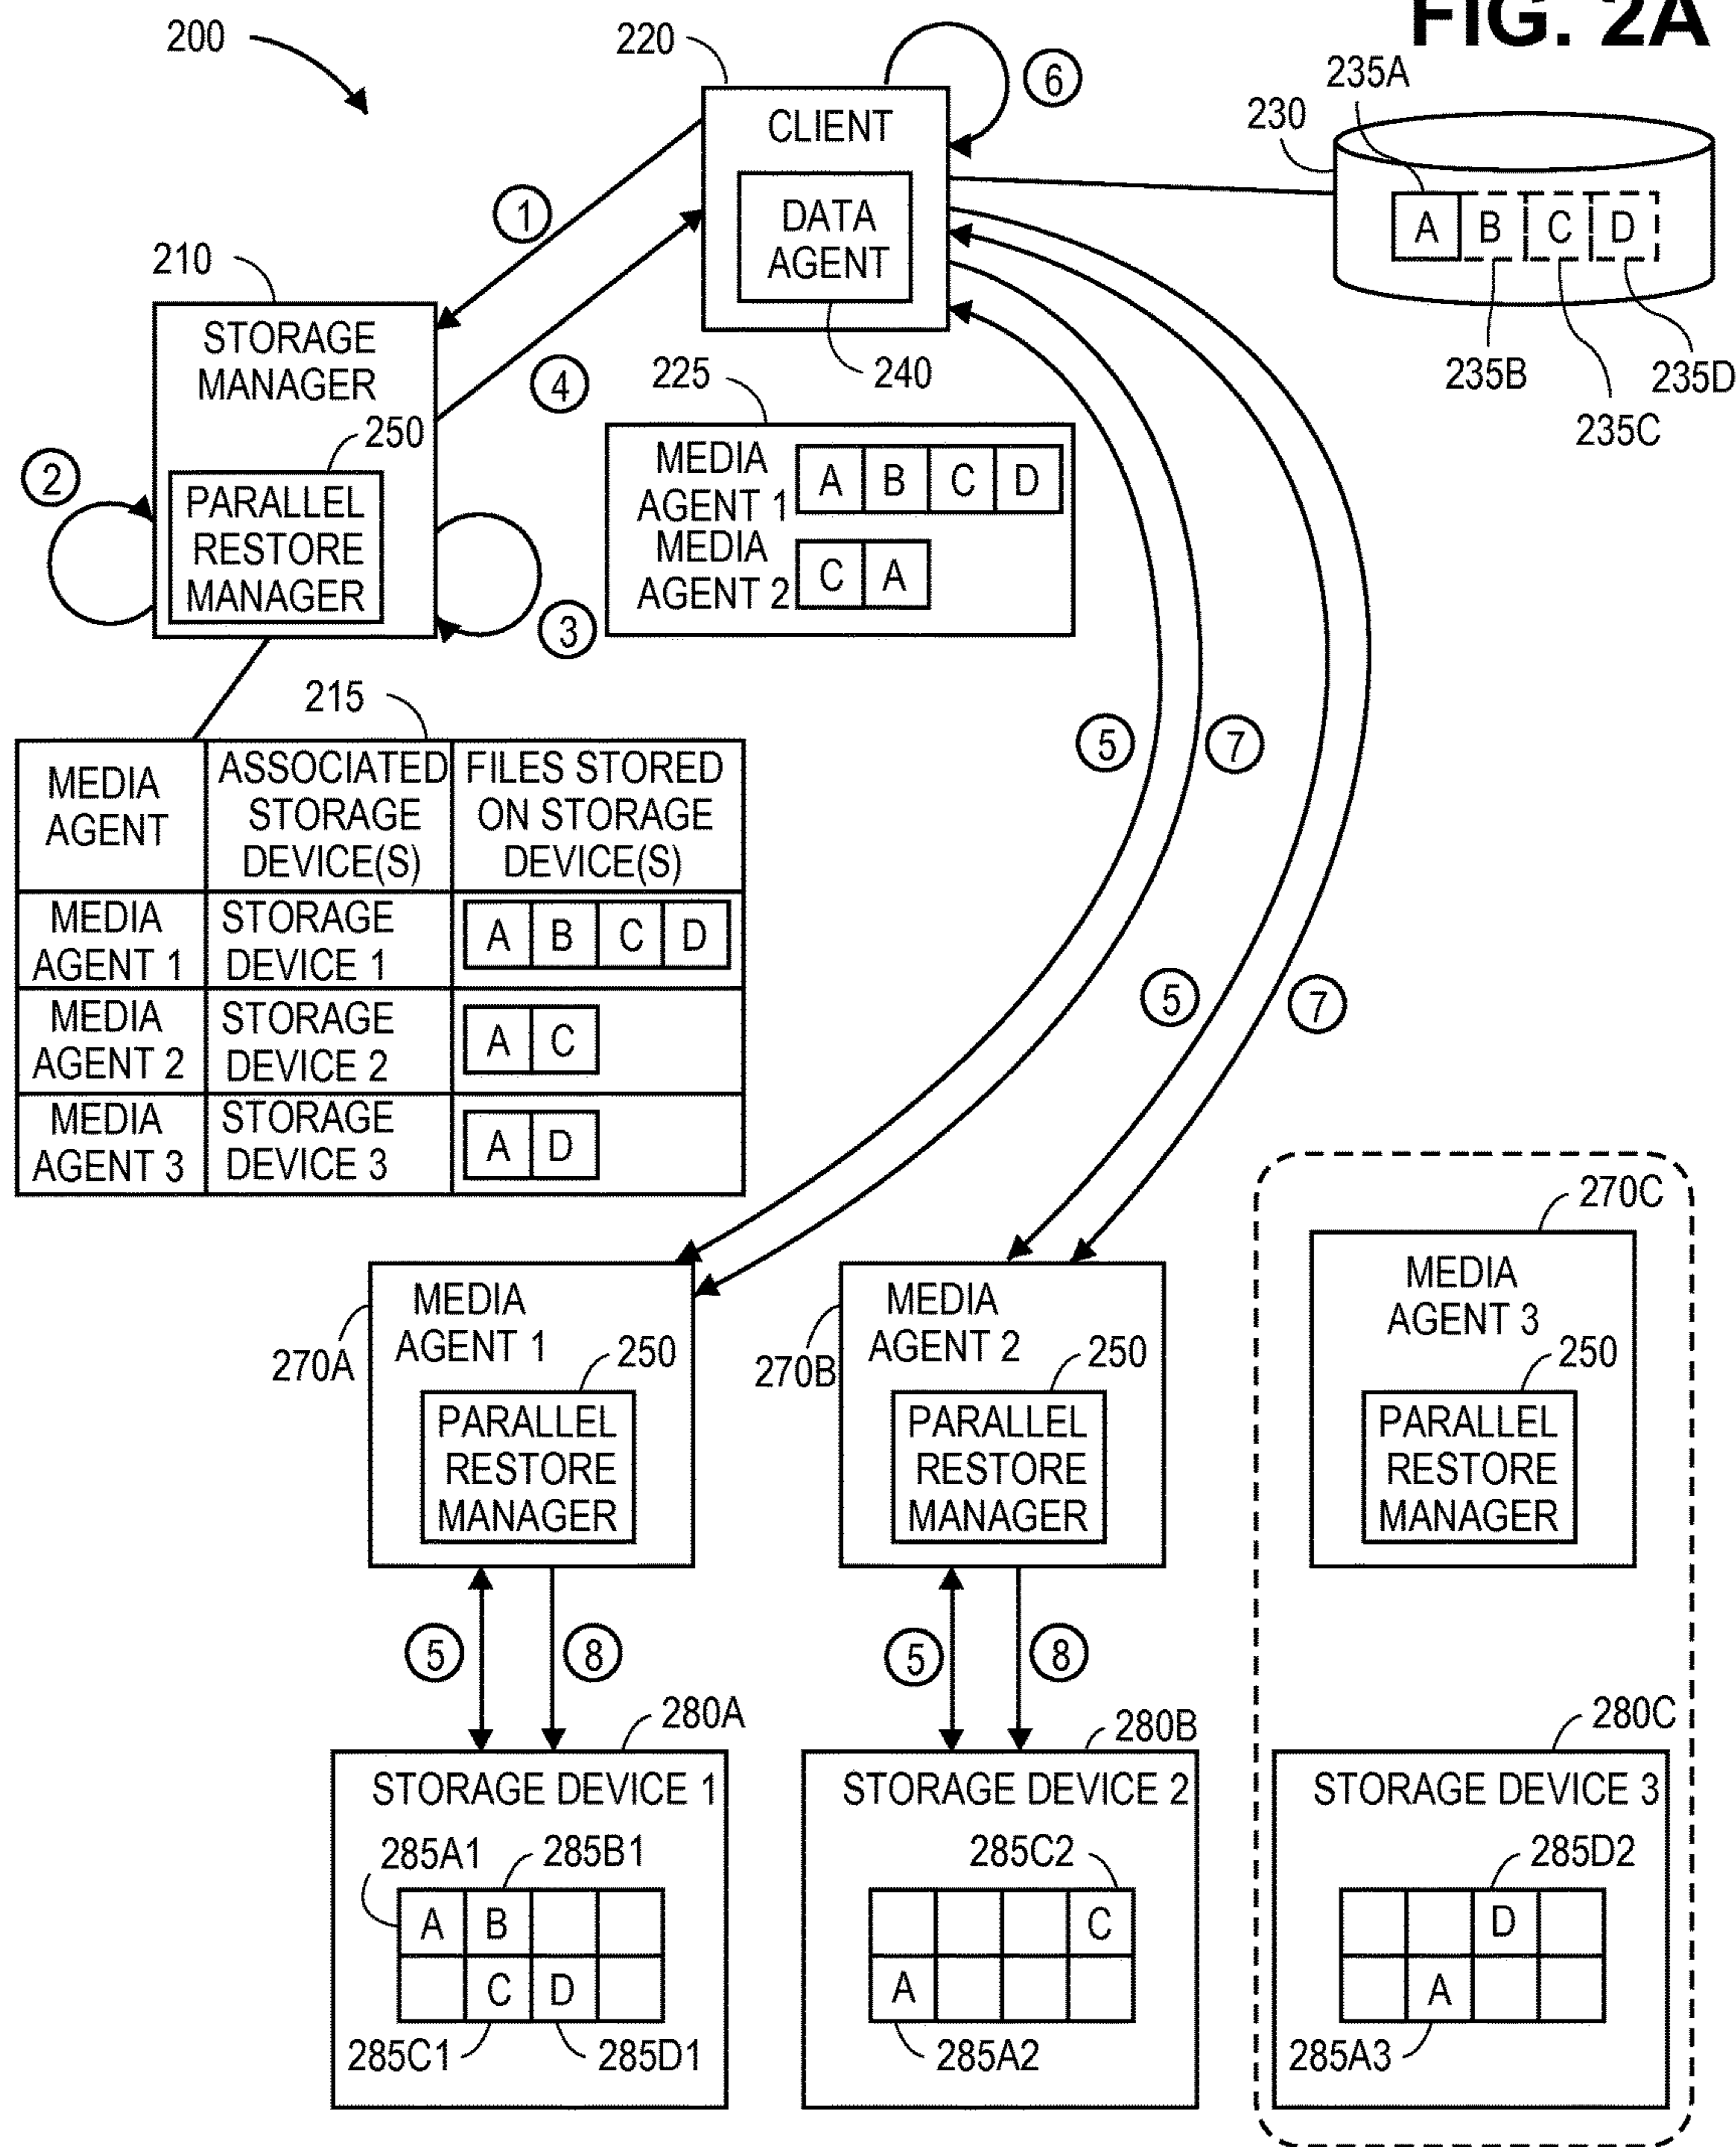 FIG. 2A
200
220
6
235A
230
CLIENT
DATA
AGENT
A B C D
1
210
235B
235D
235C
STORAGE
MANAGER
4
240
225
250
2
PARALLEL
RESTORE
MANAGER
3
MEDIA
AGENT 1
A B C D
MEDIA
AGENT 2
C A
215
5
7
MEDIA
AGENT
ASSOCIATED
STORAGE
DEVICE(S)
FILES STORED
ON STORAGE
DEVICE(S)
MEDIA
AGENT 1
STORAGE
DEVICE 1
A B C D
MEDIA
AGENT 2
STORAGE
DEVICE 2
A C
MEDIA
AGENT 3
STORAGE
DEVICE 3
A D
5
7
270A
MEDIA
AGENT 1
250
PARALLEL
RESTORE
MANAGER
270B
MEDIA
AGENT 2
250
PARALLEL
RESTORE
MANAGER
270C
MEDIA
AGENT 3
250
PARALLEL
RESTORE
MANAGER
5
8
5
8
280A
STORAGE DEVICE 1
285A1
285B1
A B
C D
285C1
285D1
280B
STORAGE DEVICE 2
285C2
C
A
285A2
280C
STORAGE DEVICE 3
285D2
D
A
285A3